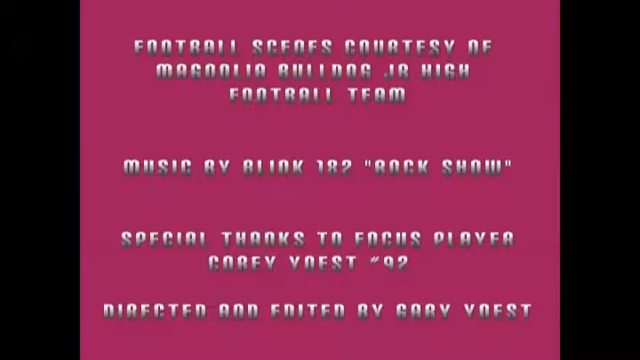 FOOTBALL SCENES COURTESY OF
MAGNOLIA BULLDOG JR HIGH
FOOTBALL TEAM
MUSIC BY BLINK 182 "ROCK SHOW"
SPECIAL THANKS TO FOCUS PLAYER
COREY YOEST #92
DIRECTED AND EDITED BY GARY YOEST